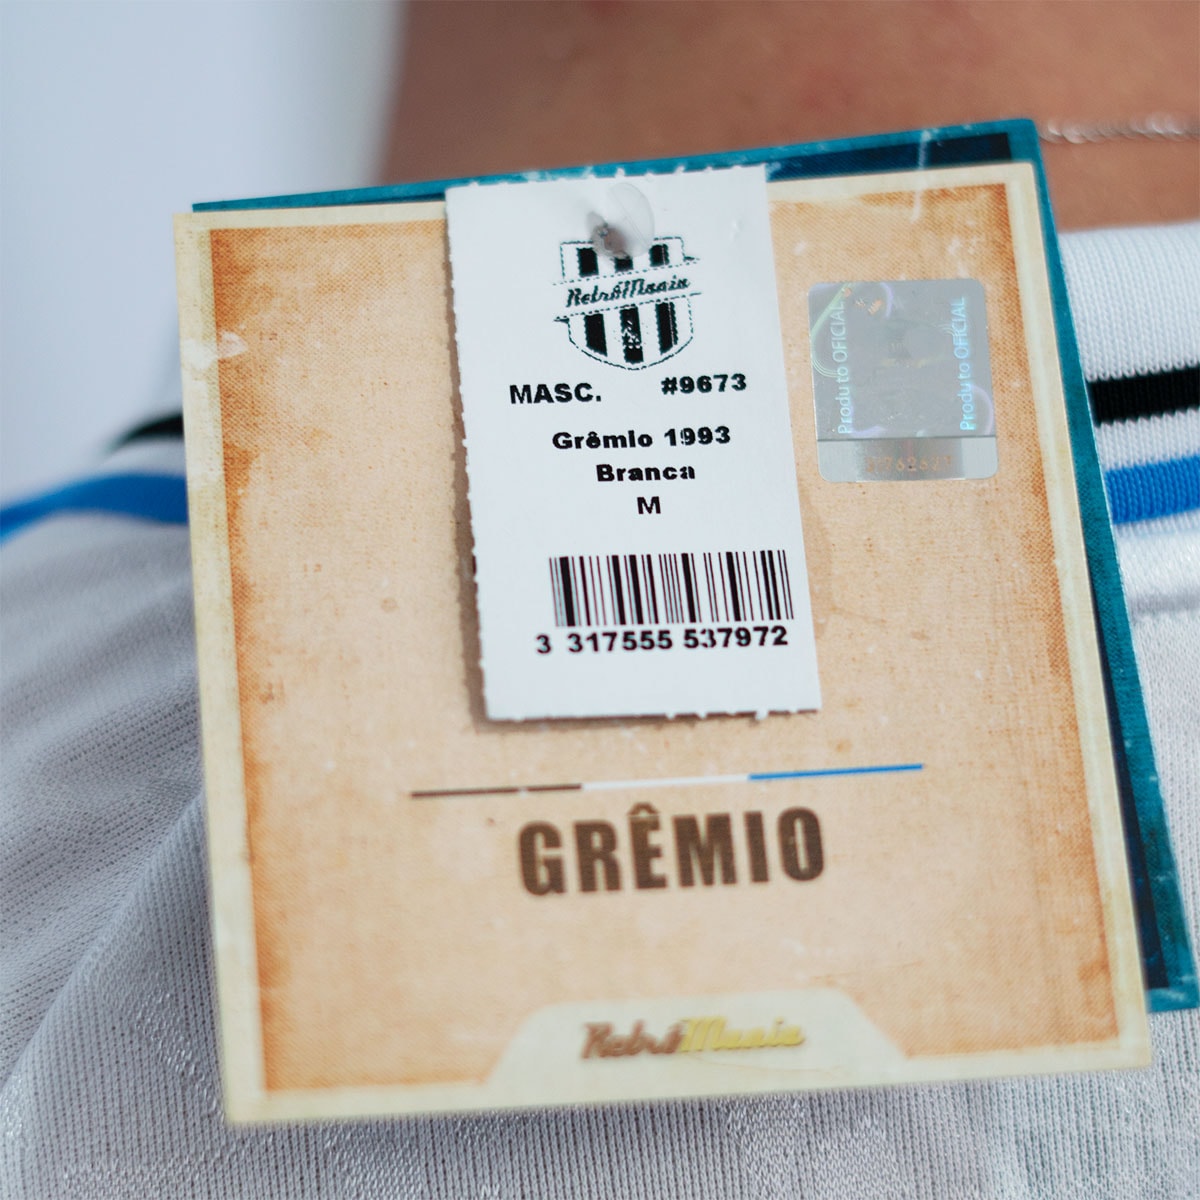 RetrôMania
MASC. #9673
Grêmio 1993
Branca
M
3 317555 537972
Produto OFICIAL
Produto OFICIAL
GRÊMIO
RetrôMania